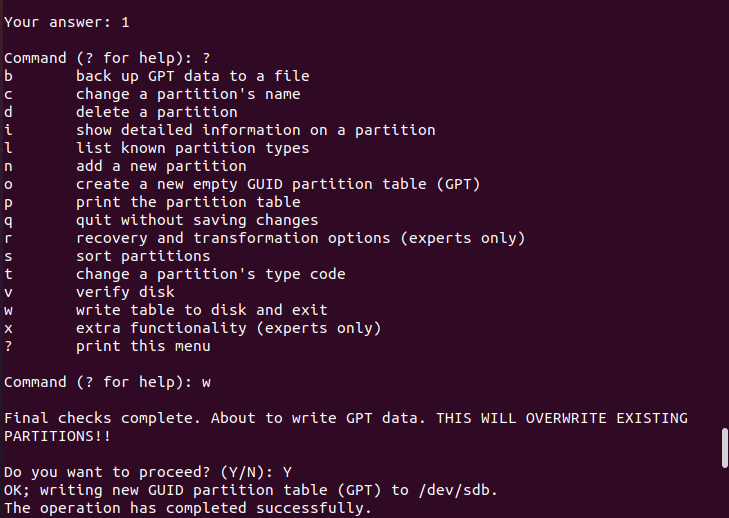 Your answer: 1
Command (? for help): ?
b       back up GPT data to a file
c       change a partition's name
d       delete a partition
i       show detailed information on a partition
l       list known partition types
n       add a new partition
o       create a new empty GUID partition table (GPT)
p       print the partition table
q       quit without saving changes
r       recovery and transformation options (experts only)
s       sort partitions
t       change a partition's type code
v       verify disk
w       write table to disk and exit
x       extra functionality (experts only)
?       print this menu
Command (? for help): w
Final checks complete. About to write GPT data. THIS WILL OVERWRITE EXISTING
PARTITIONS!!
Do you want to proceed? (Y/N): Y
OK; writing new GUID partition table (GPT) to /dev/sdb.
The operation has completed successfully.